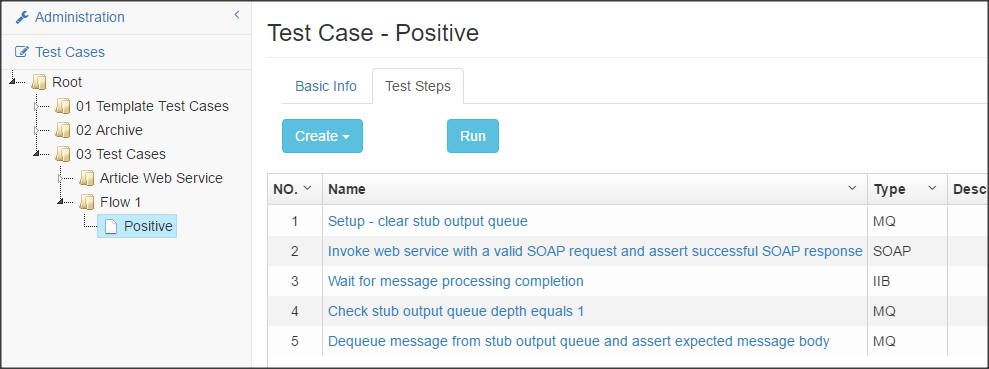 Administration
Test Cases
Root
01 Template Test Cases
02 Archive
03 Test Cases
Article Web Service
Flow 1
Positive
Test Case - Positive
Basic Info Test Steps
Create Run
NO. Name Type Desc
1 Setup - clear stub output queue MQ
2 Invoke web service with a valid SOAP request and assert successful SOAP response SOAP
3 Wait for message processing completion IIB
4 Check stub output queue depth equals 1 MQ
5 Dequeue message from stub output queue and assert expected message body MQ